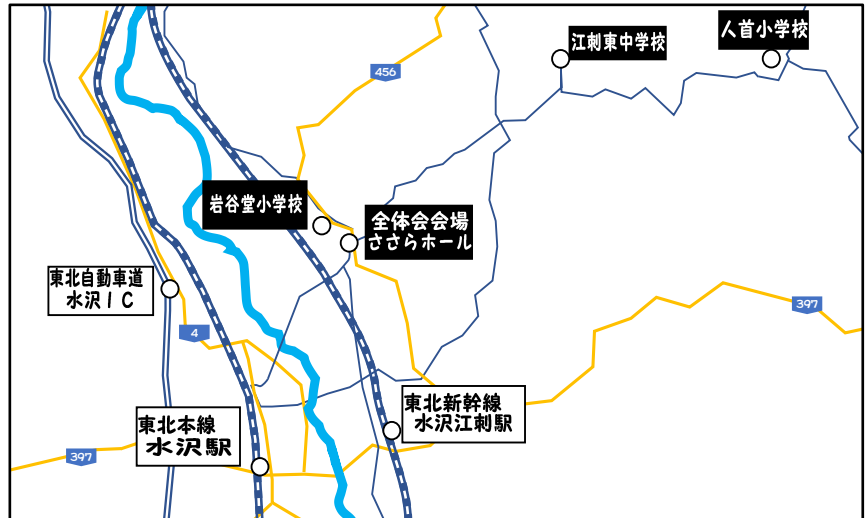 人首小学校
江刺東中学校
456
岩谷堂小学校
全体会会場
ささらホール
東北自動車道
水沢IC
4
397
東北新幹線
水沢江刺駅
東北本線
水沢駅
397